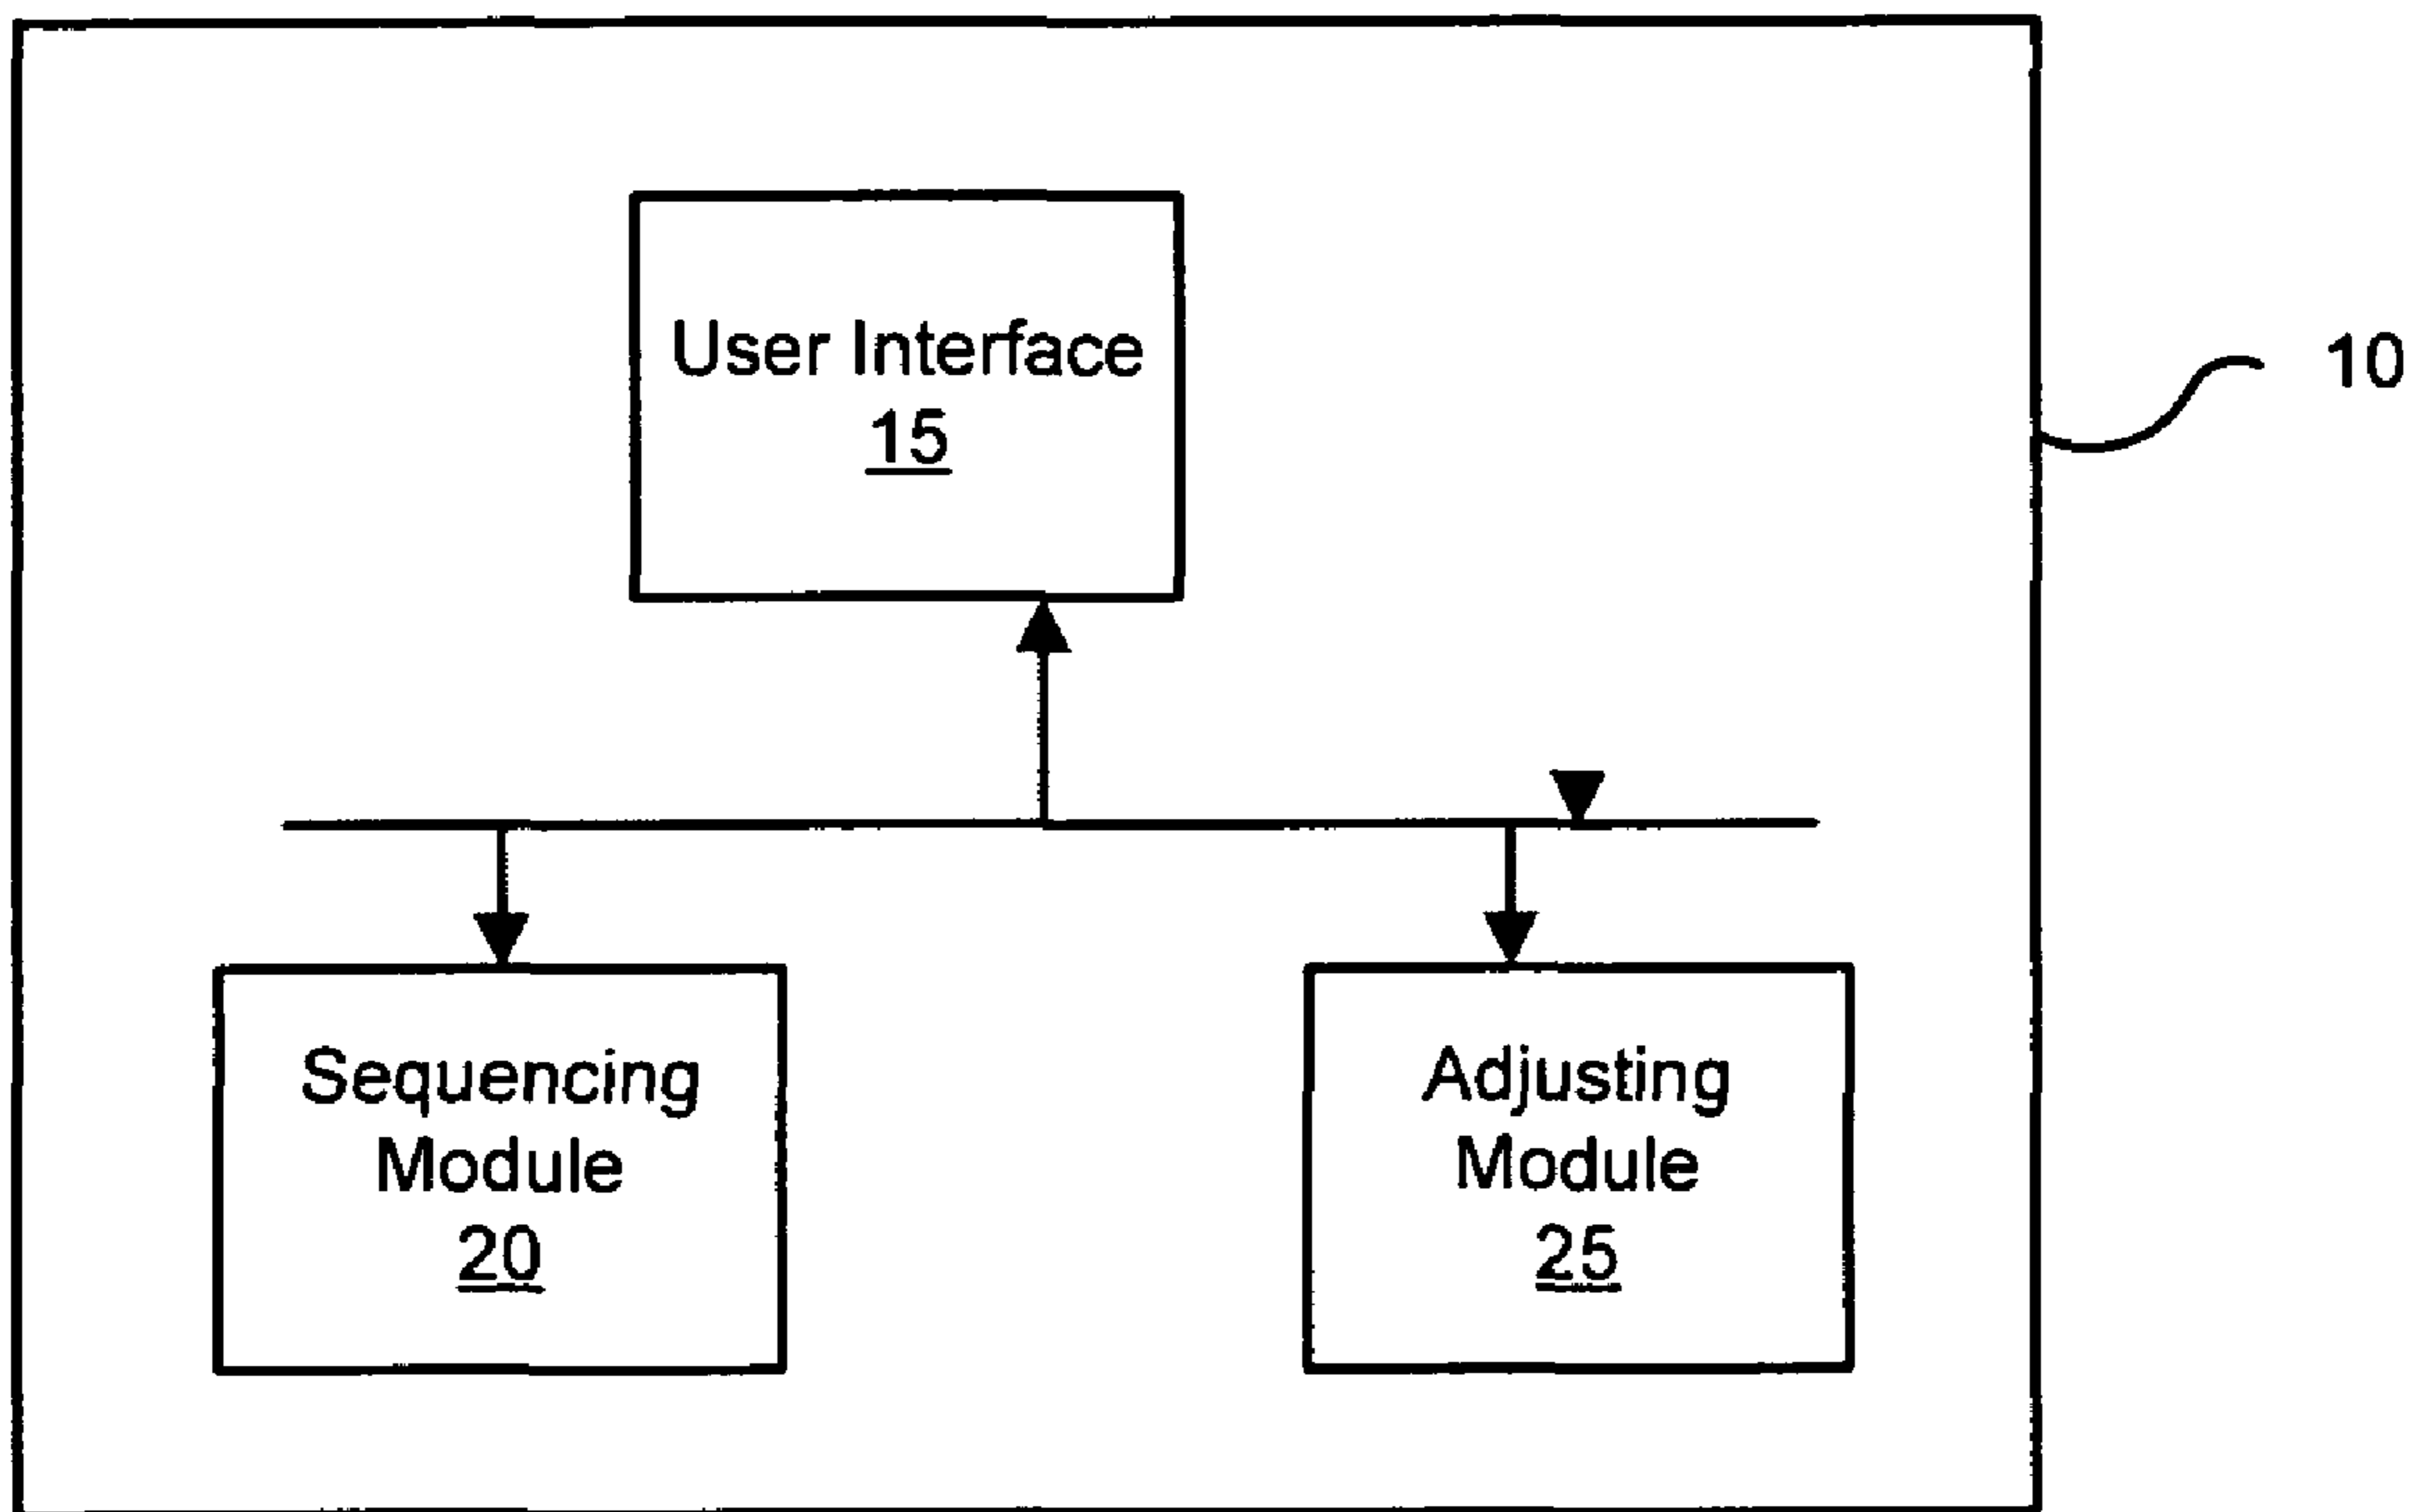 User Interface
15
10
Sequencing
Module
20
Adjusting
Module
25